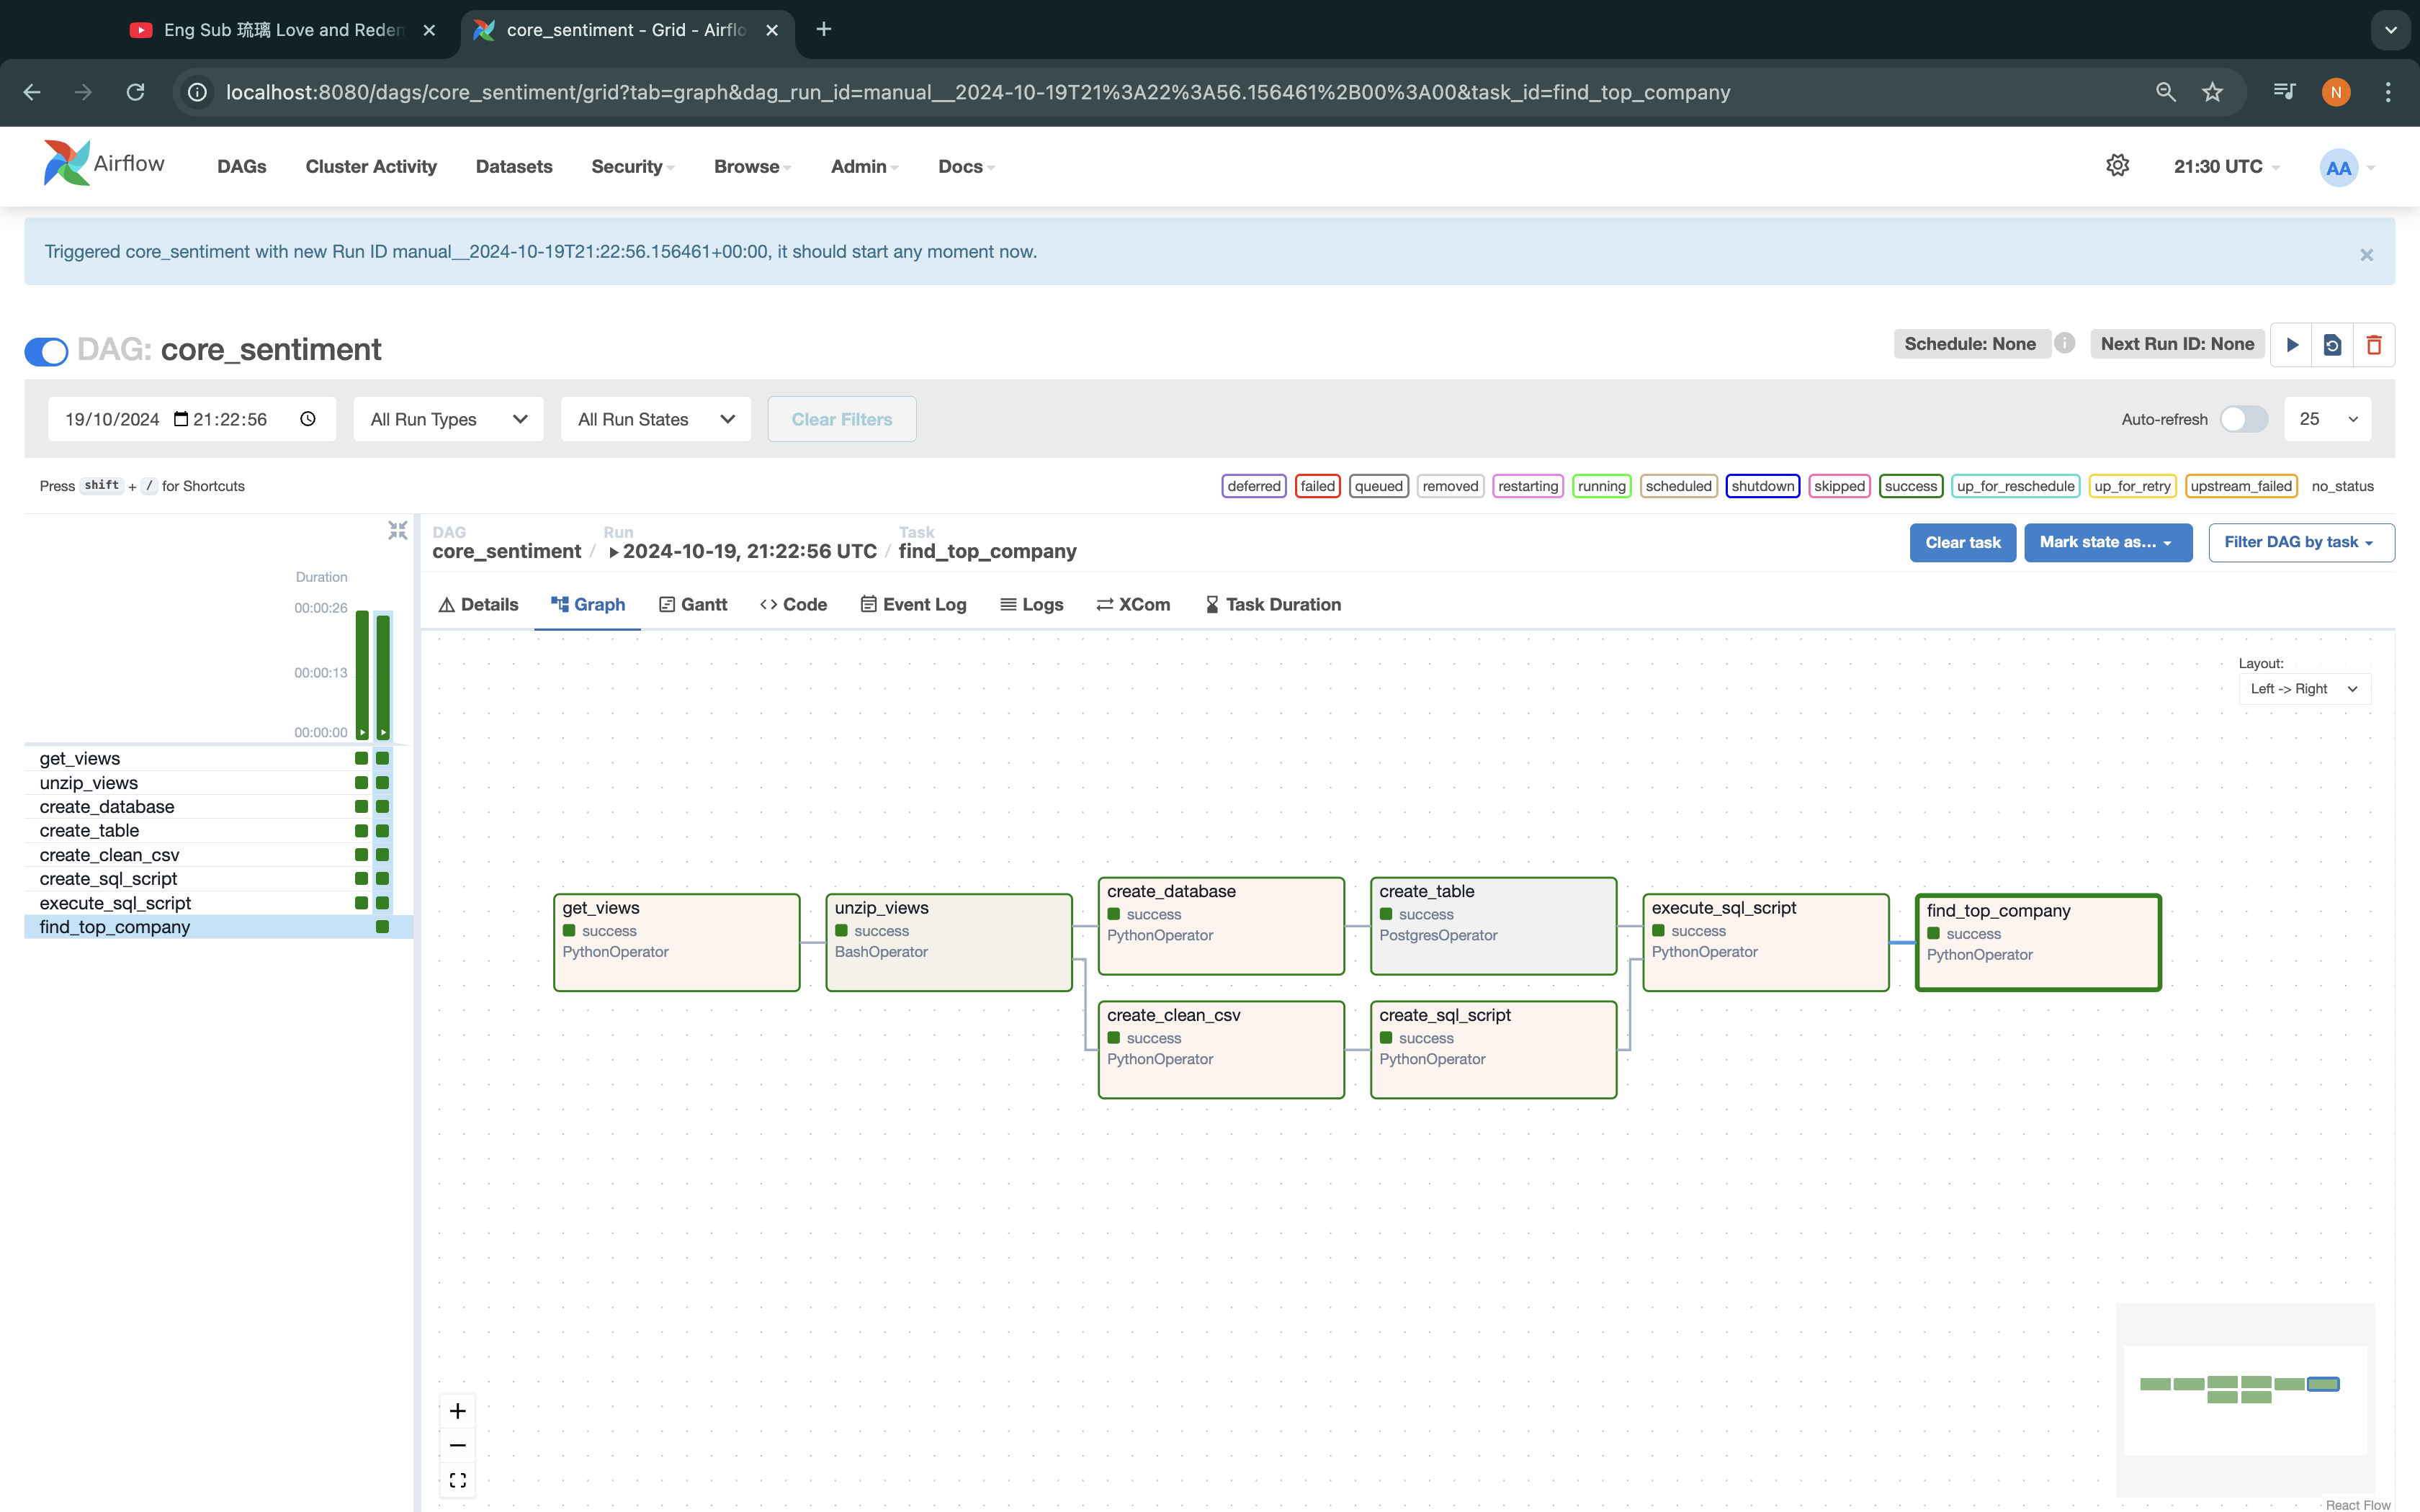 Eng Sub 琉璃 Love and Reden
core_sentiment - Grid - Airflo
localhost:8080/dags/core_sentiment/grid?tab=graph&dag_run_id=manual__2024-10-19T21%3A22%3A56.156461%2B00%3A00&task_id=find_top_company
N
Airflow
DAGs
Cluster Activity
Datasets
Security
Browse
Admin
Docs
21:30 UTC
AA
Triggered core_sentiment with new Run ID manual__2024-10-19T21:22:56.156461+00:00, it should start any moment now.
DAG: core_sentiment
Schedule: None
Next Run ID: None
19/10/2024 21:22:56
All Run Types
All Run States
Clear Filters
Auto-refresh
25
Press shift + / for Shortcuts
deferred
failed
queued
removed
restarting
running
scheduled
shutdown
skipped
success
up_for_reschedule
up_for_retry
upstream_failed
no_status
DAG
core_sentiment /
Run
2024-10-19, 21:22:56 UTC /
Task
find_top_company
Clear task
Mark state as...
Filter DAG by task
Duration
00:00:26
00:00:13
00:00:00
get_views
unzip_views
create_database
create_table
create_clean_csv
create_sql_script
execute_sql_script
find_top_company
Details
Graph
Gantt
Code
Event Log
Logs
XCom
Task Duration
Layout:
Left -> Right
get_views
success
PythonOperator
unzip_views
success
BashOperator
create_database
success
PythonOperator
create_table
success
PostgresOperator
execute_sql_script
success
PythonOperator
find_top_company
success
PythonOperator
create_clean_csv
success
PythonOperator
create_sql_script
success
PythonOperator
React Flow